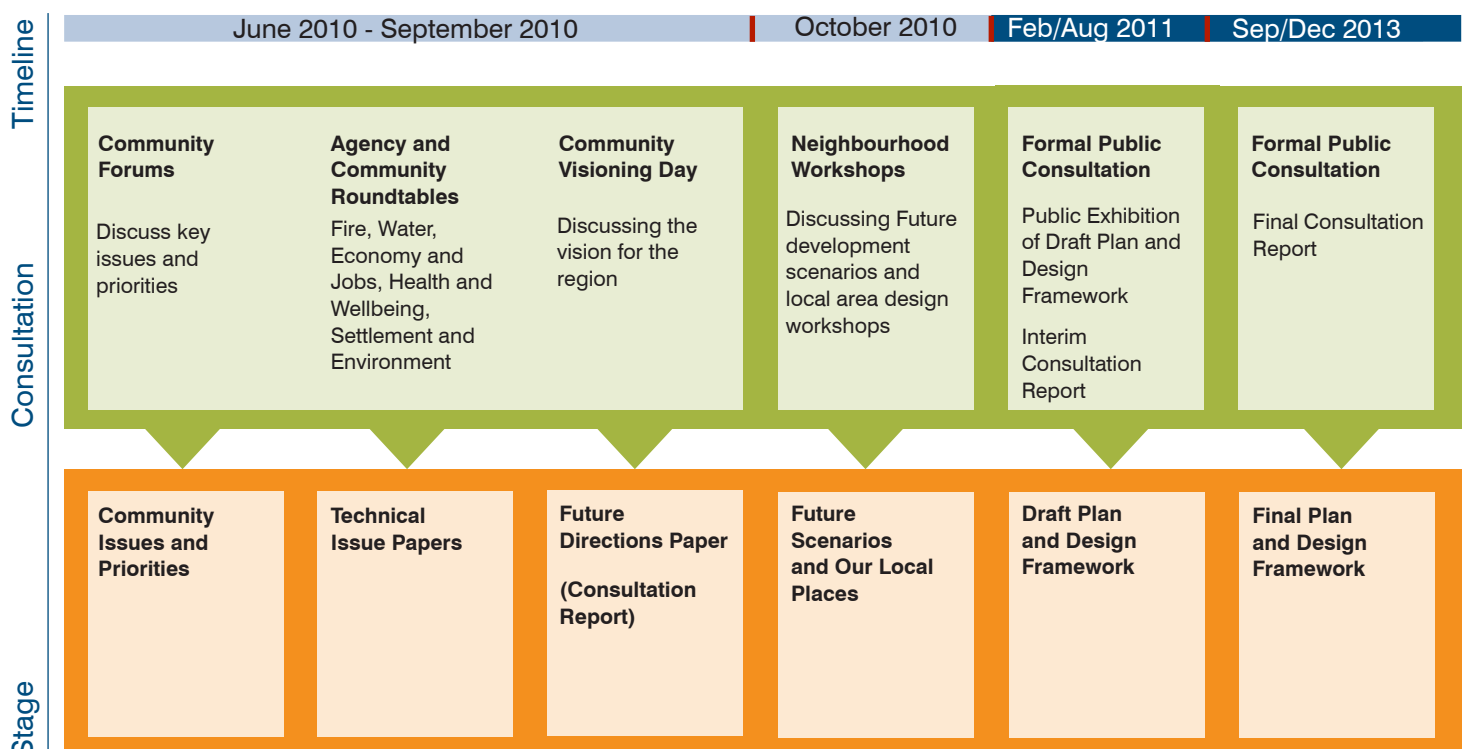 Timeline
June 2010 - September 2010
October 2010
Feb/Aug 2011
Sep/Dec 2013
Consultation
Community
Forums
Discuss key
issues and
priorities
Agency and
Community
Roundtables
Fire, Water,
Economy and
Jobs, Health and
Wellbeing,
Settlement and
Environment
Community
Visioning Day
Discussing the
vision for the
region
Neighbourhood
Workshops
Discussing Future
development
scenarios and
local area design
workshops
Formal Public
Consultation
Public Exhibition
of Draft Plan and
Design
Framework
Interim
Consultation
Report
Formal Public
Consultation
Final Consultation
Report
Stage
Community
Issues and
Priorities
Technical
Issue Papers
Future
Directions Paper
(Consultation
Report)
Future
Scenarios
and Our Local
Places
Draft Plan
and Design
Framework
Final Plan
and Design
Framework